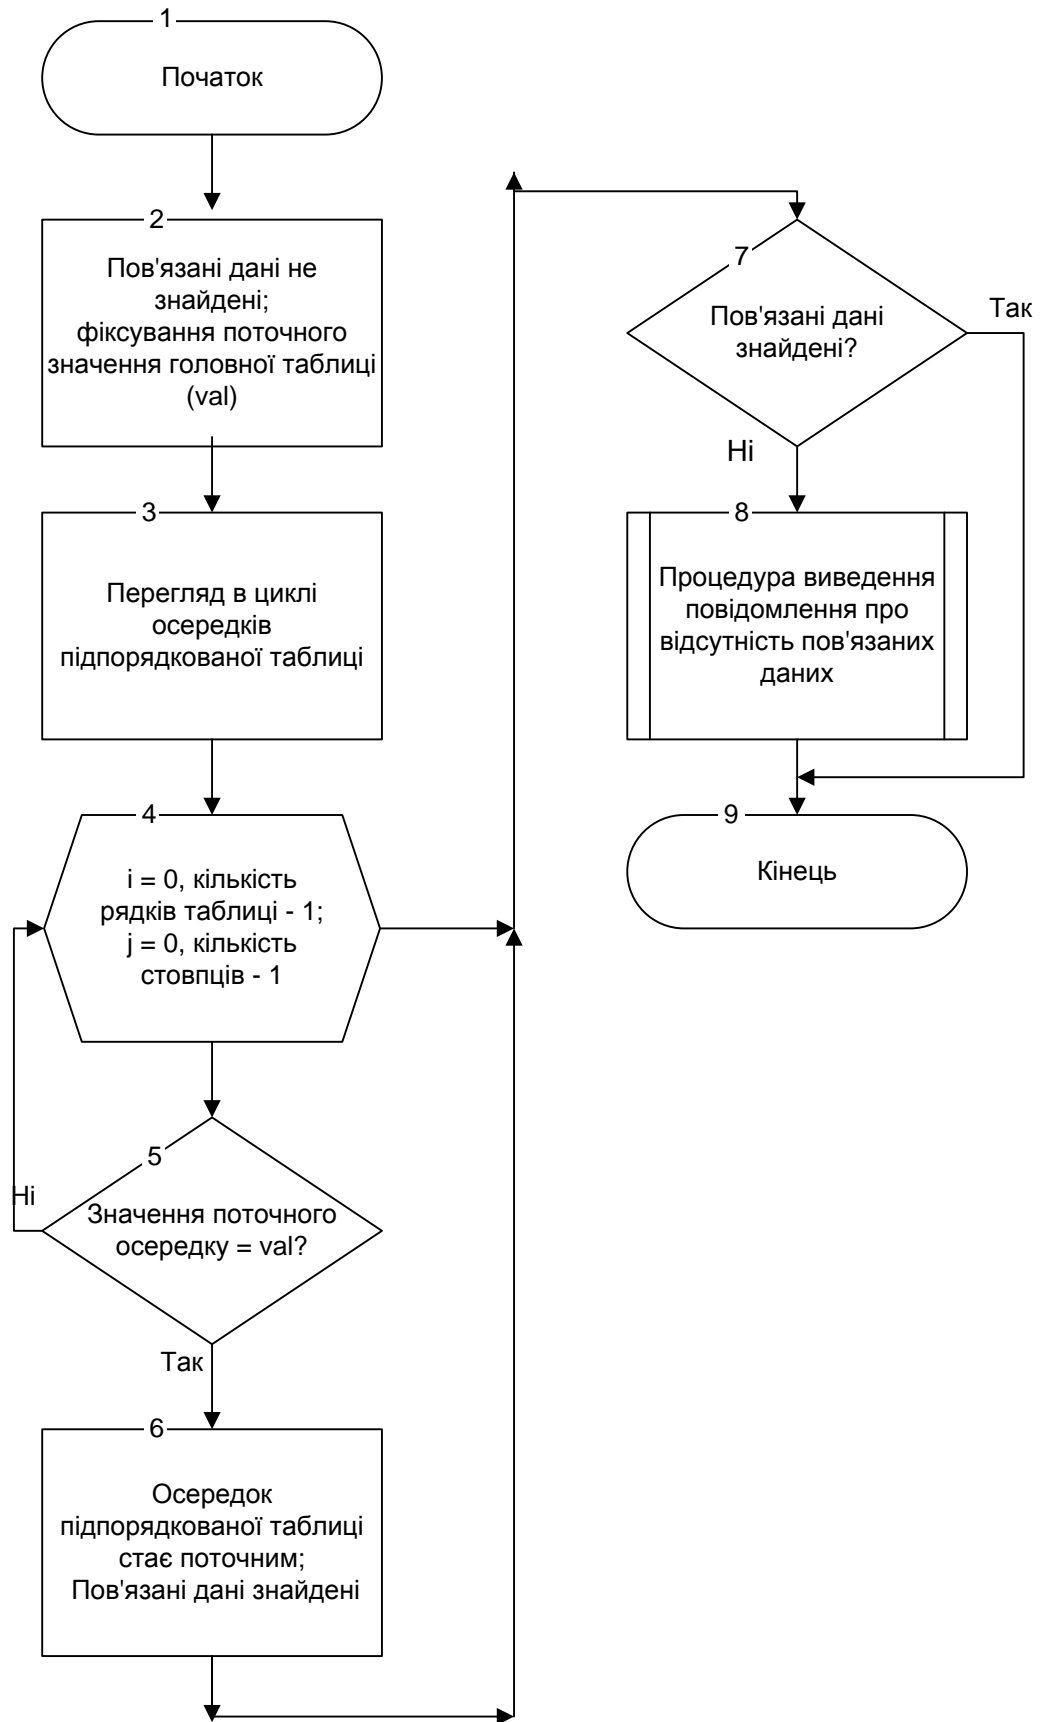 1
Початок
2
Пов'язані дані не
знайдені;
фіксування поточного
значення головної таблиці
(val)
3
Перегляд в циклі
осередків
підпорядкованої таблиці
4
i = 0, кількість
рядків таблиці - 1;
j = 0, кількість
стовпців - 1
5
Ні
Значення поточного
осередку = val?
Так
6
Осередок
підпорядкованої таблиці
стає поточним;
Пов'язані дані знайдені
7
Так
Пов'язані дані
знайдені?
Ні
8
Процедура виведення
повідомлення про
відсутність пов'язаних
даних
9
Кінець